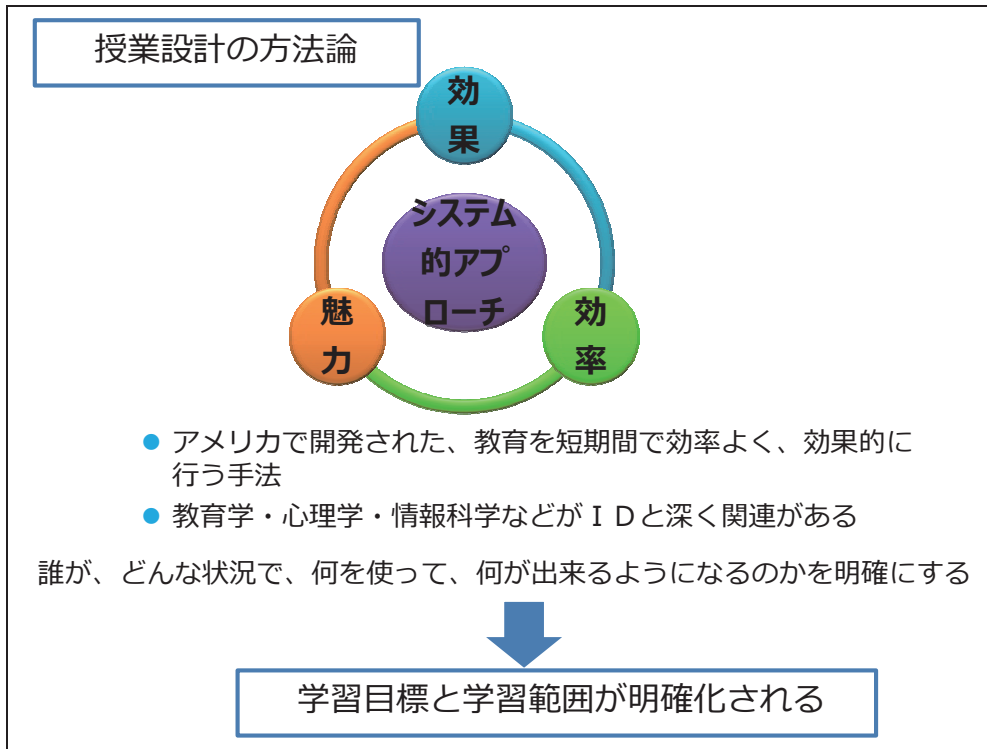 授業設計の方法論
効
果
システム
的アプ
ローチ
魅
力
効
率
● アメリカで開発された、教育を短期間で効率よく、効果的に
行う手法
● 教育学・心理学・情報科学などがＩＤと深く関連がある
誰が、どんな状況で、何を使って、何が出来るようになるのかを明確にする
学習目標と学習範囲が明確化される